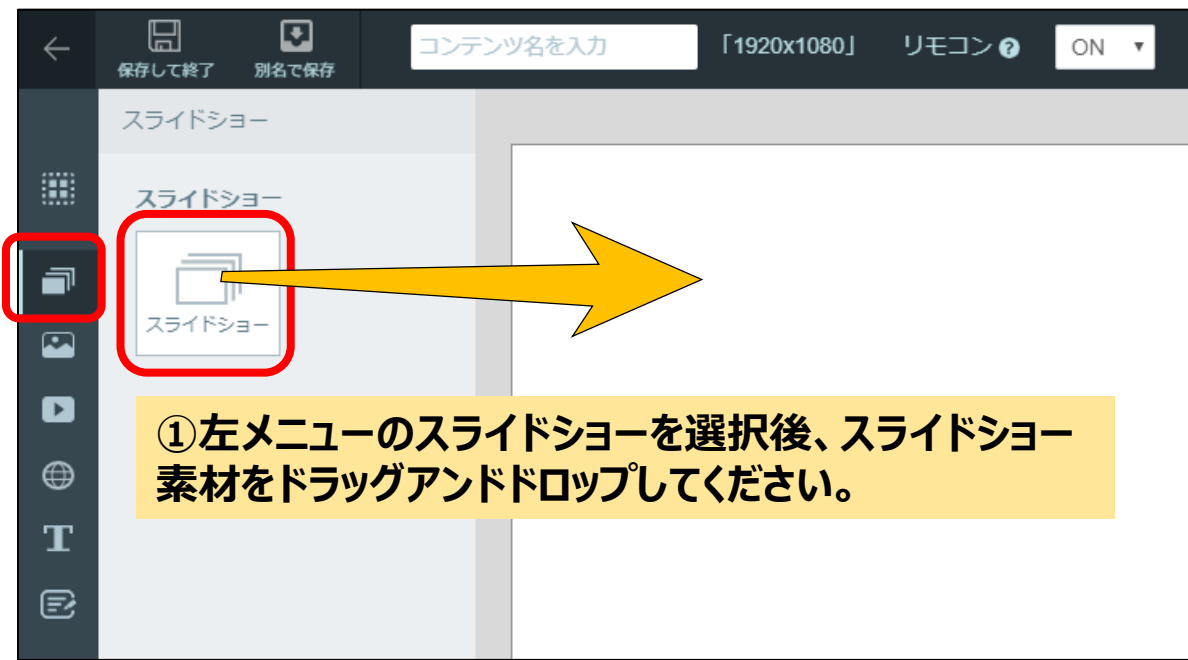 保存して終了
別名で保存
コンテンツ名を入力
「1920x1080」
リモコン ?
ON ▼
スライドショー
スライドショー
スライドショー
①左メニューのスライドショーを選択後、スライドショー
素材をドラッグアンドドロップしてください。
T